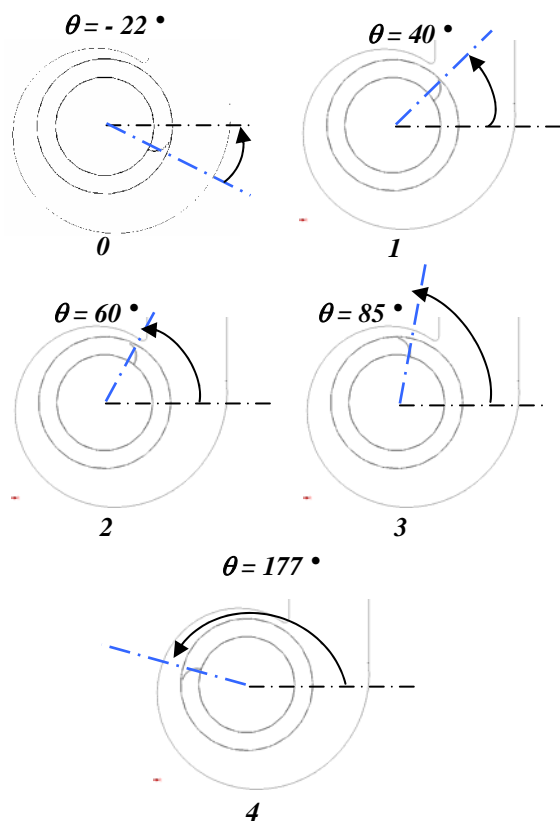 θ = - 22 °
θ = 40 °
0
1
θ = 60 °
θ = 85 °
2
3
θ = 177 °
4